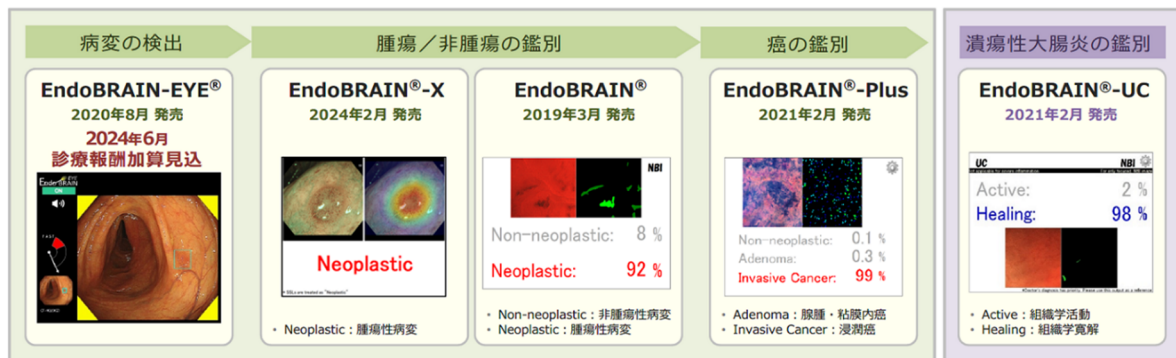 病変の検出
腫瘍／非腫瘍の鑑別
癌の鑑別
潰瘍性大腸炎の鑑別
EndoBRAIN-EYE®
2020年8月 発売
2024年6月
診療報酬加算見込
EndoBRAIN EYE
ON
EndoBRAIN®-X
2024年2月 発売
Neoplastic
* SSLs are treated as "Neoplastic"
• Neoplastic：腫瘍性病変
EndoBRAIN®
2019年3月 発売
NBI
Non-neoplastic: 8 %
Neoplastic: 92 %
• Non-neoplastic：非腫瘍性病変
• Neoplastic：腫瘍性病変
EndoBRAIN®-Plus
2021年2月 発売
Non-neoplastic: 0.1 %
Adenoma: 0.3 %
Invasive Cancer: 99 %
• Adenoma：腺腫・粘膜内癌
• Invasive Cancer：浸潤癌
EndoBRAIN®-UC
2021年2月 発売
UC NBI
Active: 2 %
Healing: 98 %
• Active：組織学活動
• Healing：組織学寛解